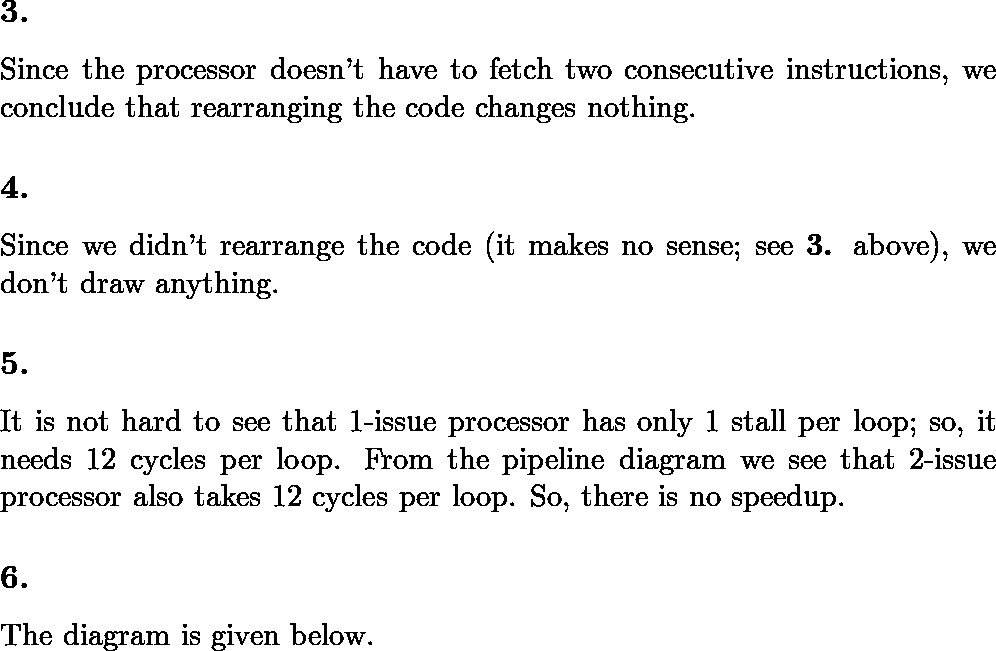 3.
Since the processor doesn't have to fetch two consecutive instructions, we
conclude that rearranging the code changes nothing.
4.
Since we didn't rearrange the code (it makes no sense; see 3. above), we
don't draw anything.
5.
It is not hard to see that 1-issue processor has only 1 stall per loop; so, it
needs 12 cycles per loop. From the pipeline diagram we see that 2-issue
processor also takes 12 cycles per loop. So, there is no speedup.
6.
The diagram is given below.